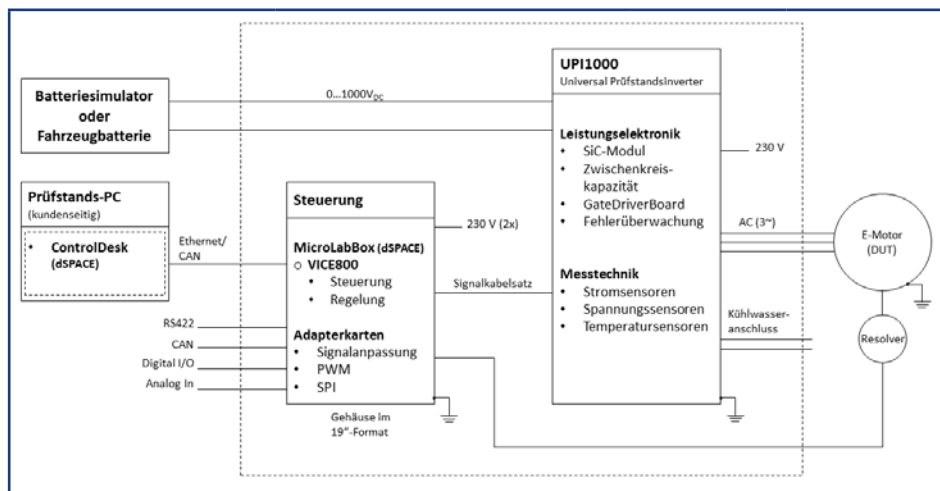 Batteriesimulator
oder
Fahrzeugbatterie
0...1000V_DC
UPI1000
Universal Prüfstandsinverter
Leistungselektronik
• SiC-Modul
• Zwischenkreis-
kapazität
• GateDriverBoard
• Fehlerüberwachung
Messtechnik
• Stromsensoren
• Spannungssensoren
• Temperatursensoren
230 V
AC (3~)
Kühlwasser-
anschluss
E-Motor
(DUT)
Resolver
Prüfstands-PC
(kundenseitig)
• ControlDesk
(dSPACE)
Ethernet/
CAN
Steuerung
MicroLabBox (dSPACE)
○ VICE800
• Steuerung
• Regelung
Adapterkarten
• Signalanpassung
• PWM
• SPI
230 V (2x)
Signalkabelsatz
RS422
CAN
Digital I/O
Analog In
Gehäuse im
19"-Format